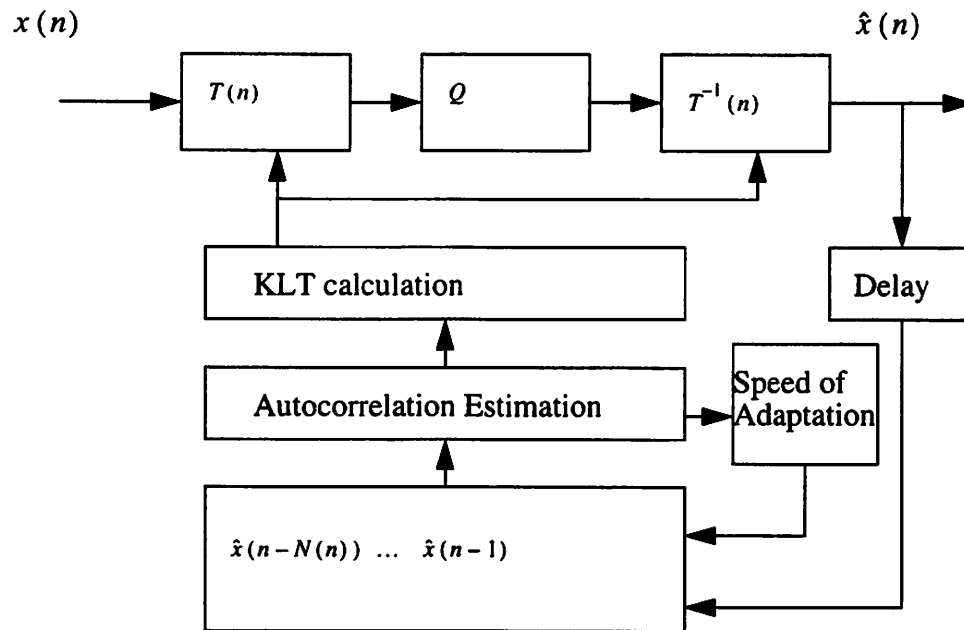 x(n)
x̂(n)
T(n)
Q
T⁻¹(n)
KLT calculation
Delay
Autocorrelation Estimation
Speed of
Adaptation
x̂(n−N(n)) ... x̂(n−1)